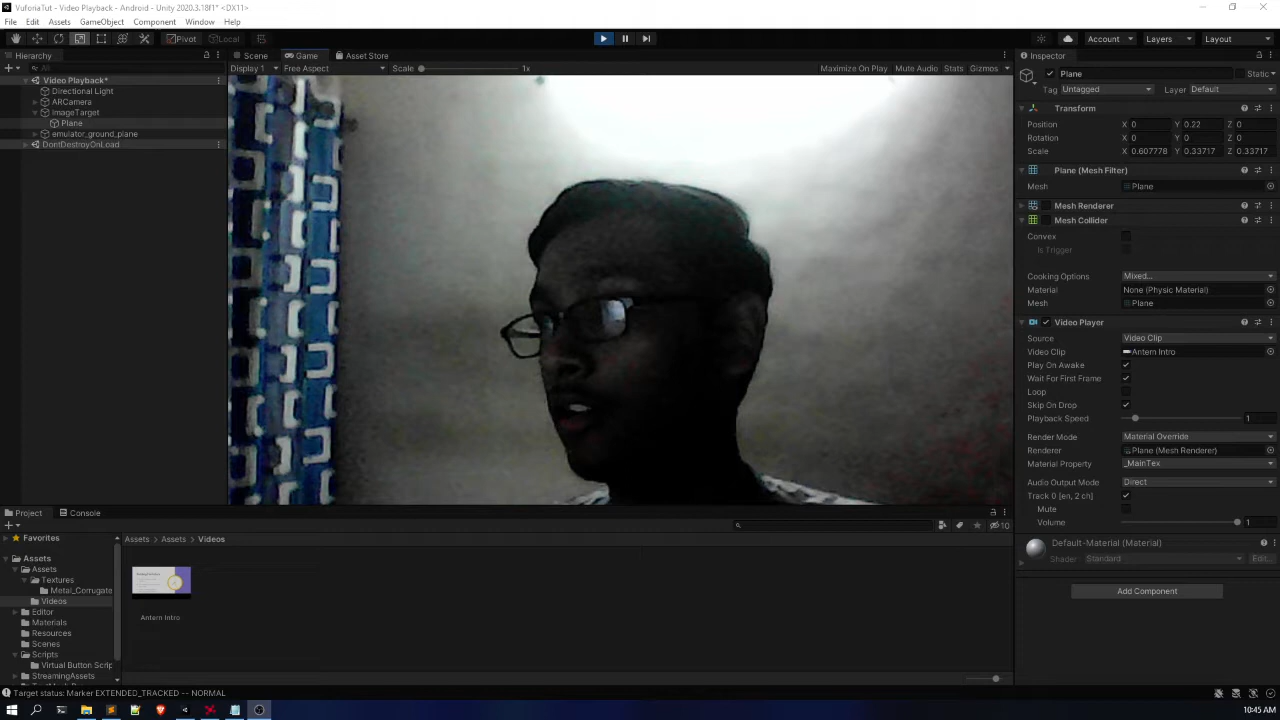 VuforiaTut - Video Playback - Android - Unity 2020.3.18f1* <DX11>
File Edit Assets GameObject Component Window Help
Pivot Local Account Layers Layout
Hierarchy Scene Game Asset Store Inspector
All Display 1 Free Aspect Scale 1x Maximize On Play Mute Audio Stats Gizmos
Plane Static
Tag Untagged Layer Default
Video Playback*
Directional Light
ARCamera
ImageTarget
Plane
emulator_ground_plane
DontDestroyOnLoad
Transform
Position X 0 Y 0.22 Z 0
Rotation X 0 Y 0 Z 0
Scale X 0.607778 Y 0.33717 Z 0.33717
Plane (Mesh Filter)
Mesh Plane
Mesh Renderer
Mesh Collider
Convex
Is Trigger
Cooking Options Mixed...
Material None (Physic Material)
Mesh Plane
Video Player
Source Video Clip
Video Clip Antern Intro
Play On Awake
Wait For First Frame
Loop
Skip On Drop
Playback Speed 1
Render Mode Material Override
Renderer Plane (Mesh Renderer)
Material Property _MainTex
Audio Output Mode Direct
Track 0 [en, 2 ch]
Mute
Volume 1
Default-Material (Material)
Shader Standard Edit...
Add Component
Project Console
10
Favorites
Assets
Assets
Textures
Metal_Corrugate
Videos
Editor
Materials
Resources
Scenes
Scripts
Virtual Button Scrip
StreamingAssets
Assets Assets Videos
Antern Intro
Target status: Marker EXTENDED_TRACKED -- NORMAL
10:45 AM